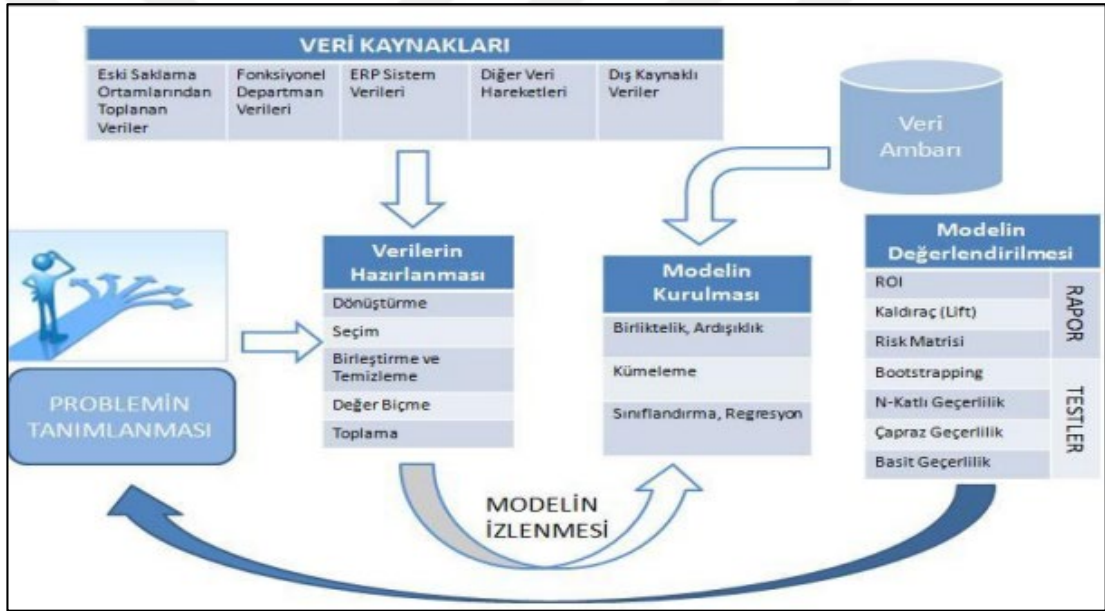 VERİ KAYNAKLARI
Eski Saklama
Ortamlarından
Toplanan
Veriler
Fonksiyonel
Departman
Verileri
ERP Sistem
Verileri
Diğer Veri
Hareketleri
Dış Kaynaklı
Veriler
Veri
Ambarı
PROBLEMİN
TANIMLANMASI
Verilerin
Hazırlanması
Dönüştürme
Seçim
Birleştirme ve
Temizleme
Değer Biçme
Toplama
Modelin
Kurulması
Birliktelik, Ardışıklık
Kümeleme
Sınıflandırma, Regresyon
Modelin
Değerlendirilmesi
ROI
Kaldıraç (Lift)
Risk Matrisi
RAPOR
Bootstrapping
N-Katlı Geçerlilik
Çapraz Geçerlilik
Basit Geçerlilik
TESTLER
MODELİN
İZLENMESİ